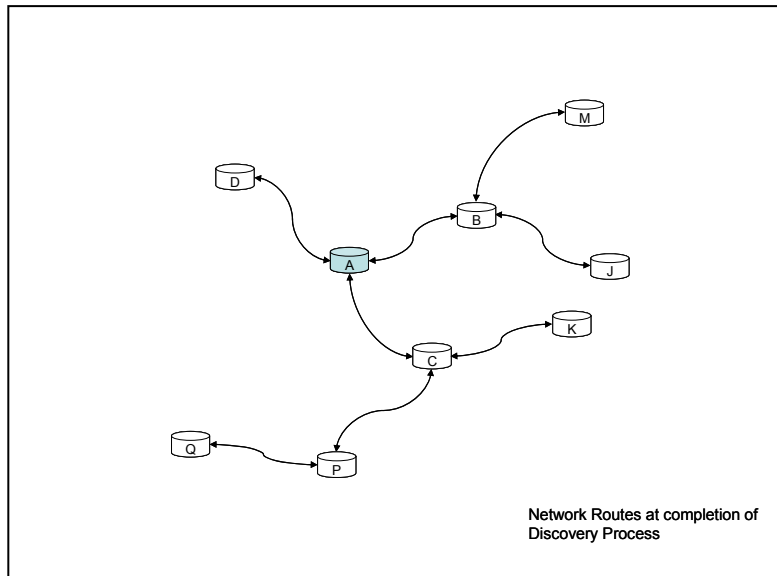 M
D
B
A
J
K
C
Q
P
Network Routes at completion of
Discovery Process